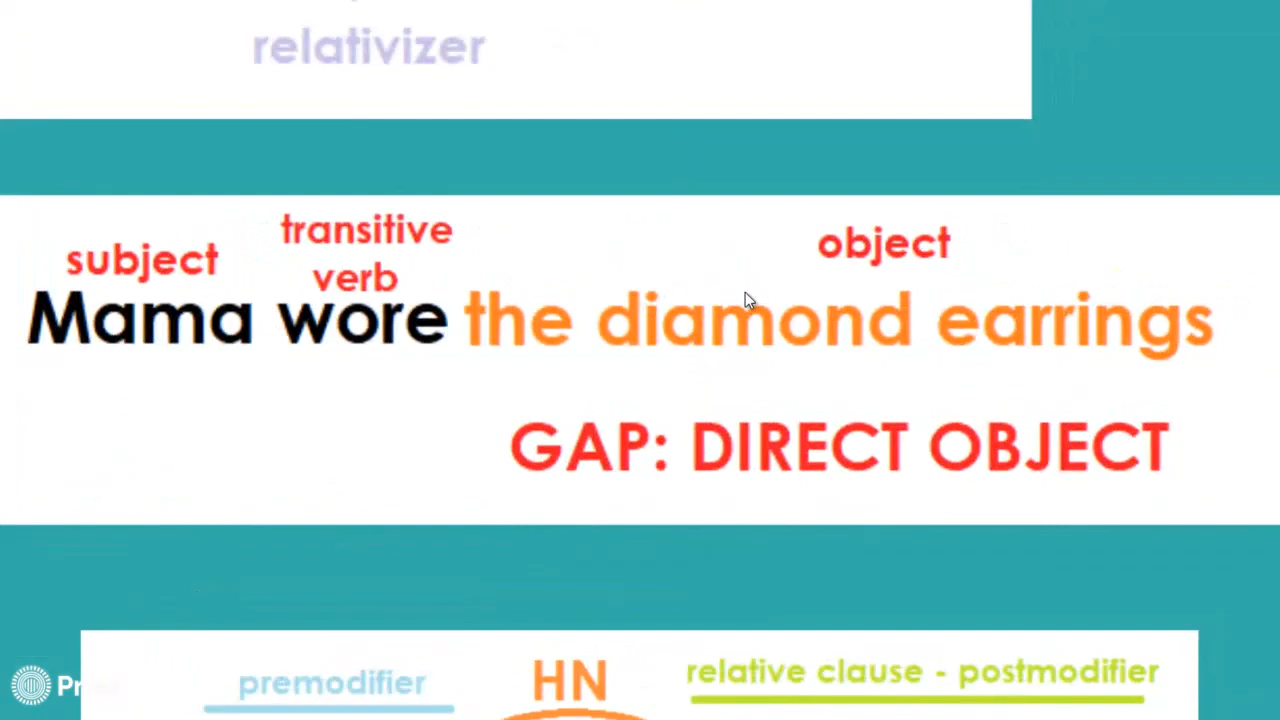 relativizer
transitive
subject
verb
object
Mama wore the diamond earrings
GAP: DIRECT OBJECT
premodifier
HN
relative clause - postmodifier